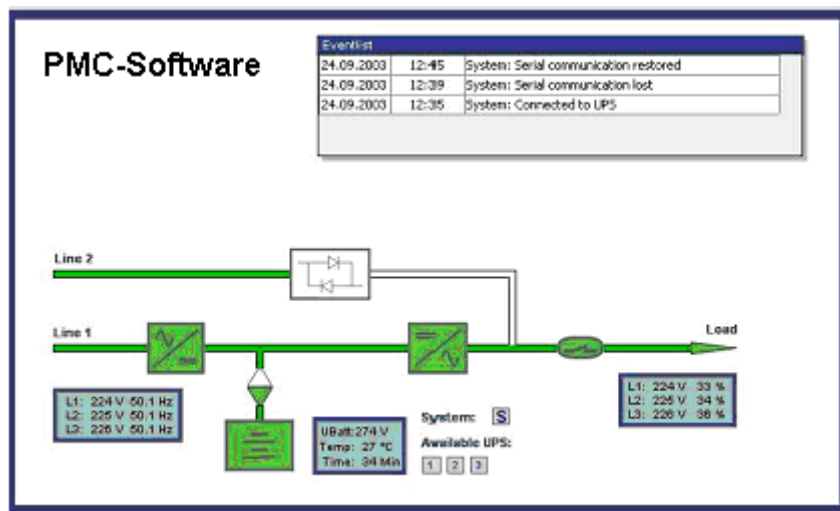 PMC-Software
Eventlist
24.09.2003 12:45 System: Serial communication restored
24.09.2003 12:39 System: Serial communication lost
24.09.2003 12:35 System: Connected to UPS
Line 2
Line 1
Load
L1: 224 V 50.1 Hz
L2: 225 V 50.1 Hz
L3: 226 V 50.1 Hz
UBatt:274 V
Temp: 27 °C
Time: 34 Min
System: S
Available UPS:
1 2 3
L1: 224 V 33 %
L2: 225 V 34 %
L3: 226 V 36 %